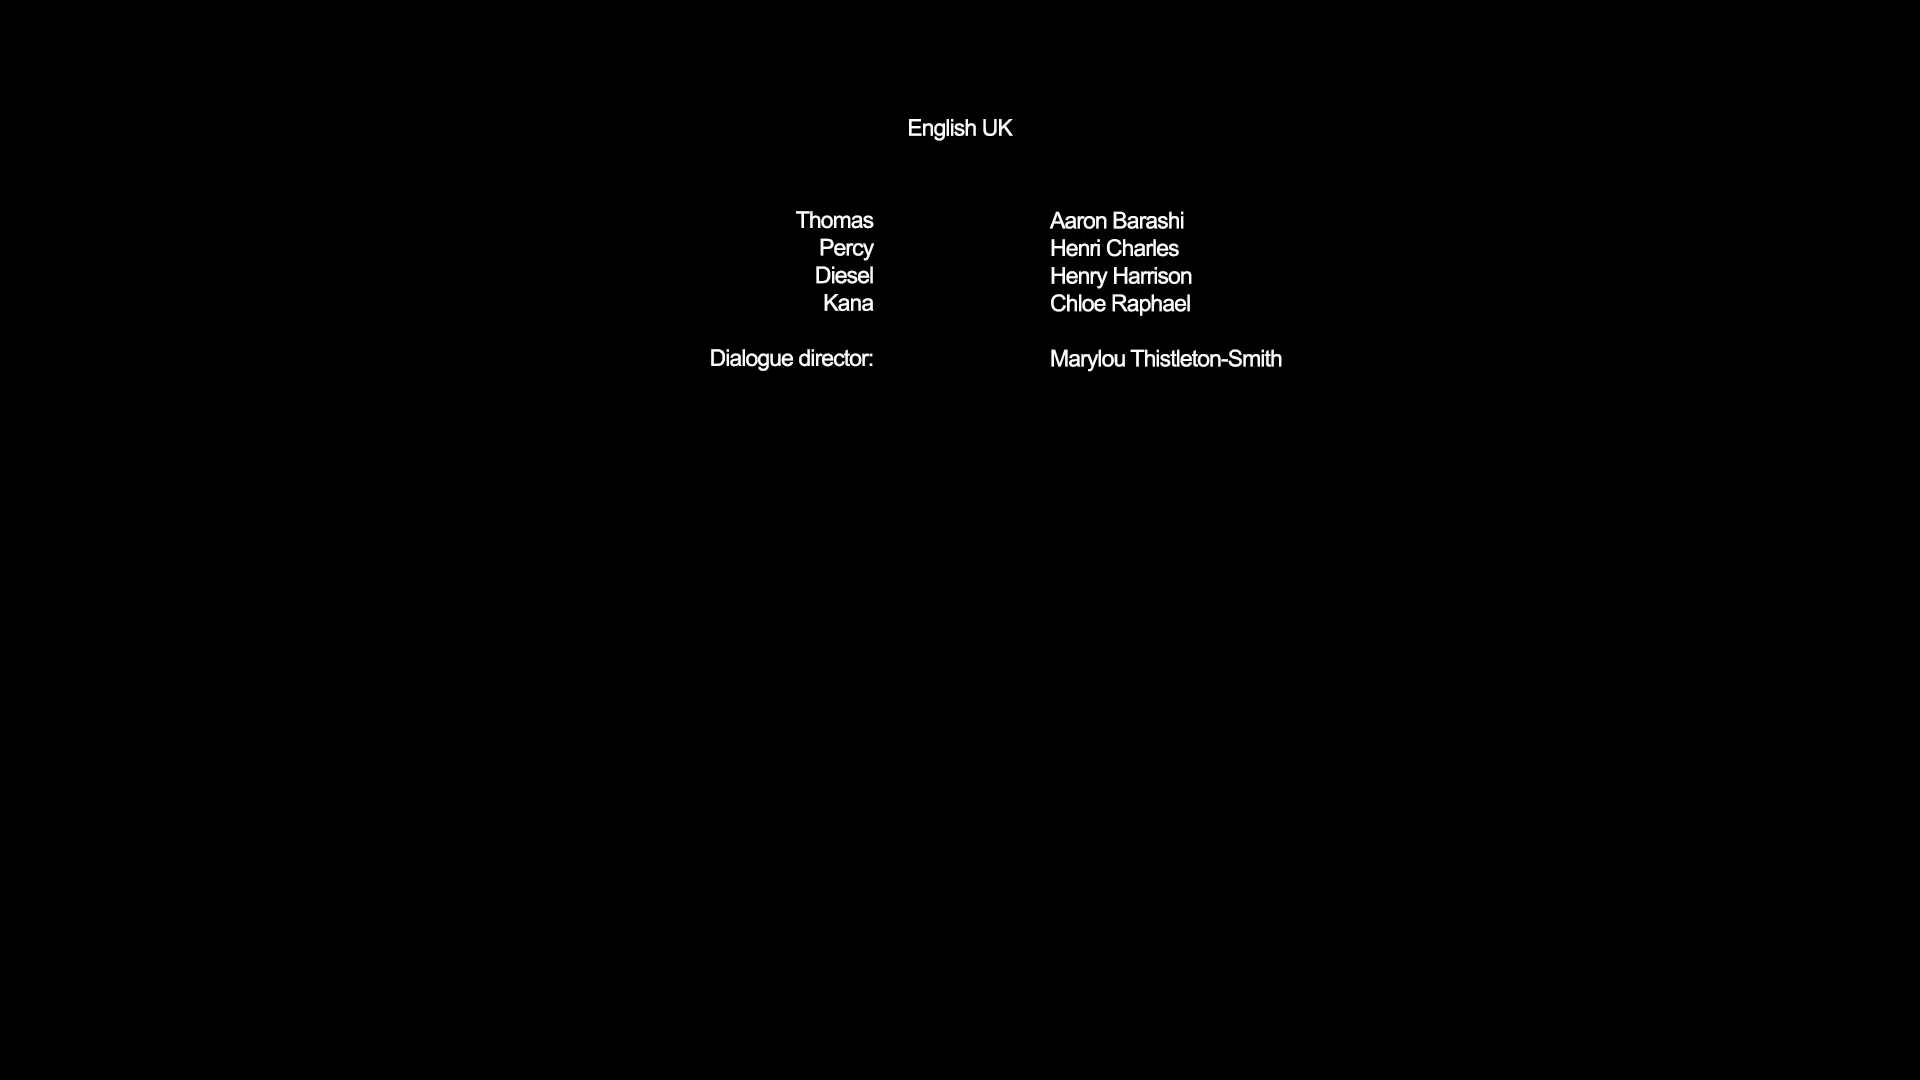 English UK
Thomas Aaron Barashi
Percy Henri Charles
Diesel Henry Harrison
Kana Chloe Raphael
Dialogue director: Marylou Thistleton-Smith